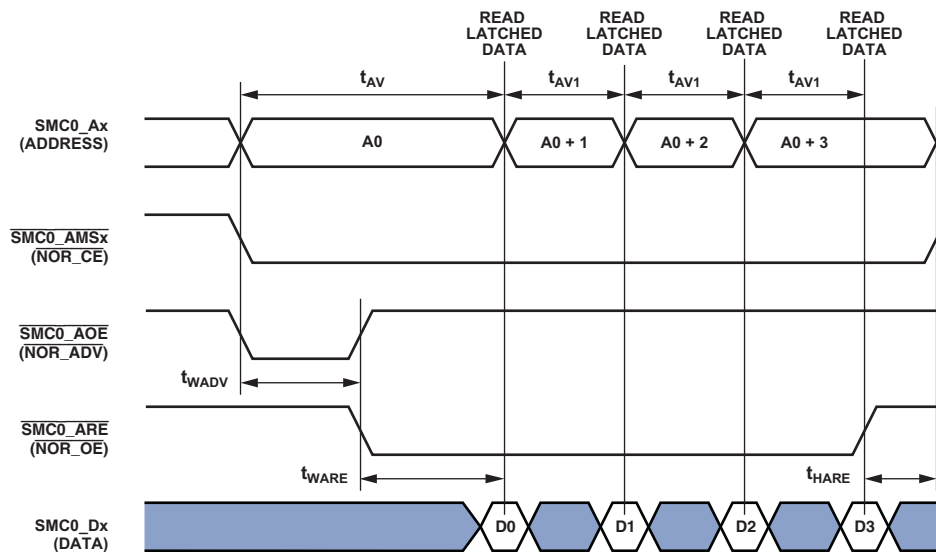 READ
LATCHED
DATA
READ
LATCHED
DATA
READ
LATCHED
DATA
READ
LATCHED
DATA
tAV
tAV1
tAV1
tAV1
SMC0_Ax
(ADDRESS)
A0
A0 + 1
A0 + 2
A0 + 3
SMC0_AMSx
(NOR_CE)
SMC0_AOE
(NOR_ADV)
tWADV
SMC0_ARE
(NOR_OE)
tWARE
tHARE
SMC0_Dx
(DATA)
D0
D1
D2
D3